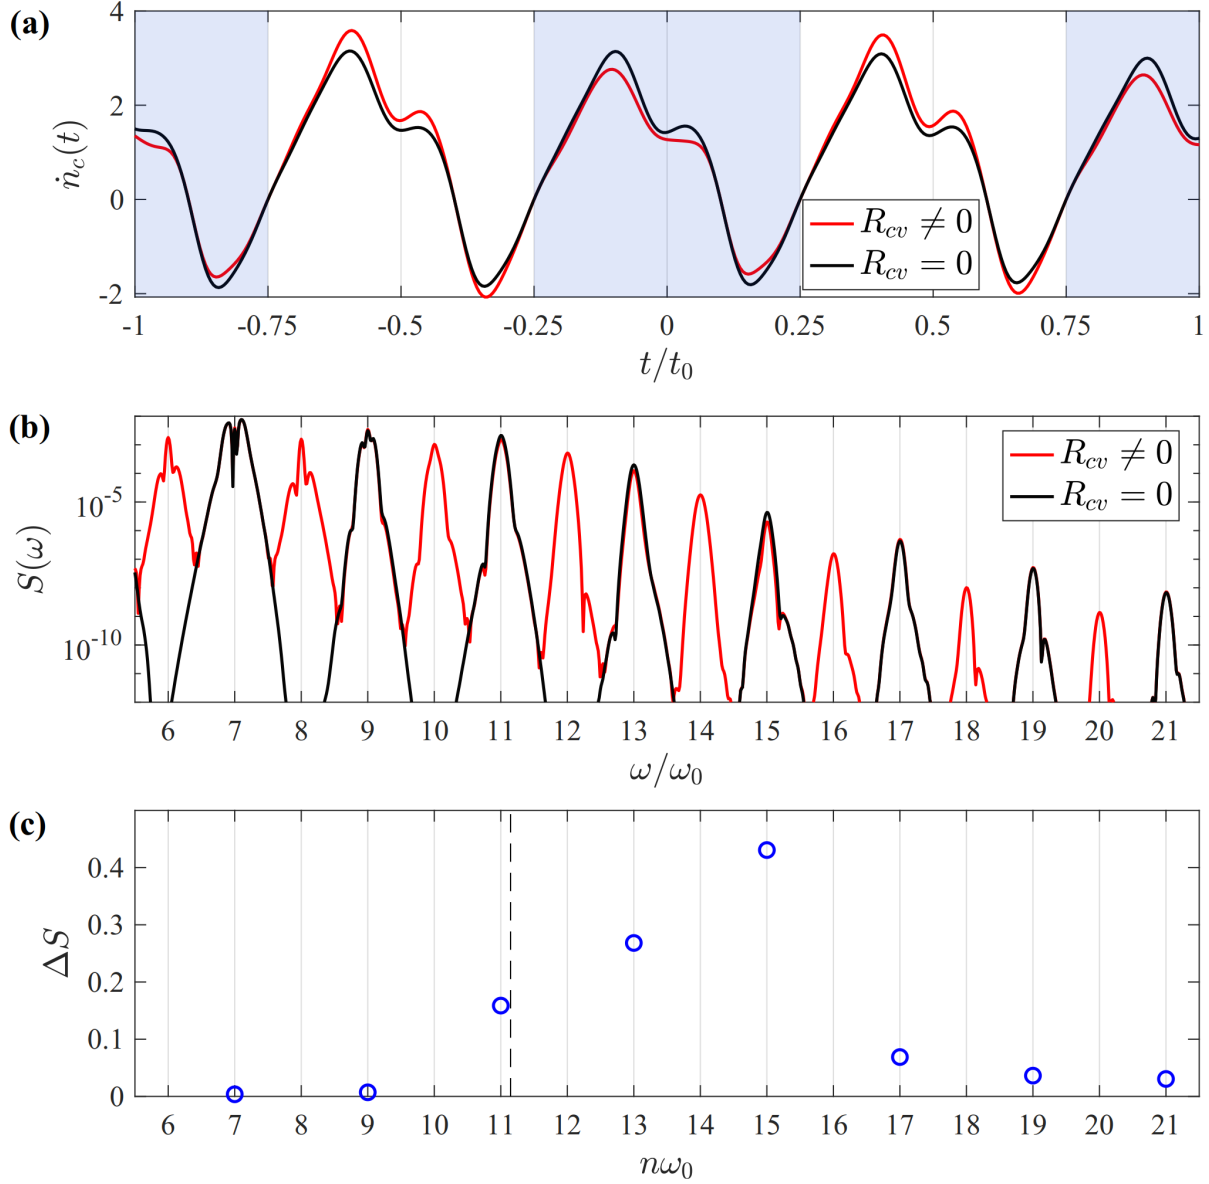 (a)
4
2
0
-2
ṅc(t)
Rcv ≠ 0
Rcv = 0
-1 -0.75 -0.5 -0.25 0 0.25 0.5 0.75 1
t/t0
(b)
10^-5
10^-10
S(ω)
Rcv ≠ 0
Rcv = 0
6 7 8 9 10 11 12 13 14 15 16 17 18 19 20 21
ω/ω0
(c)
0.4
0.3
0.2
0.1
0
ΔS
6 7 8 9 10 11 12 13 14 15 16 17 18 19 20 21
nω0